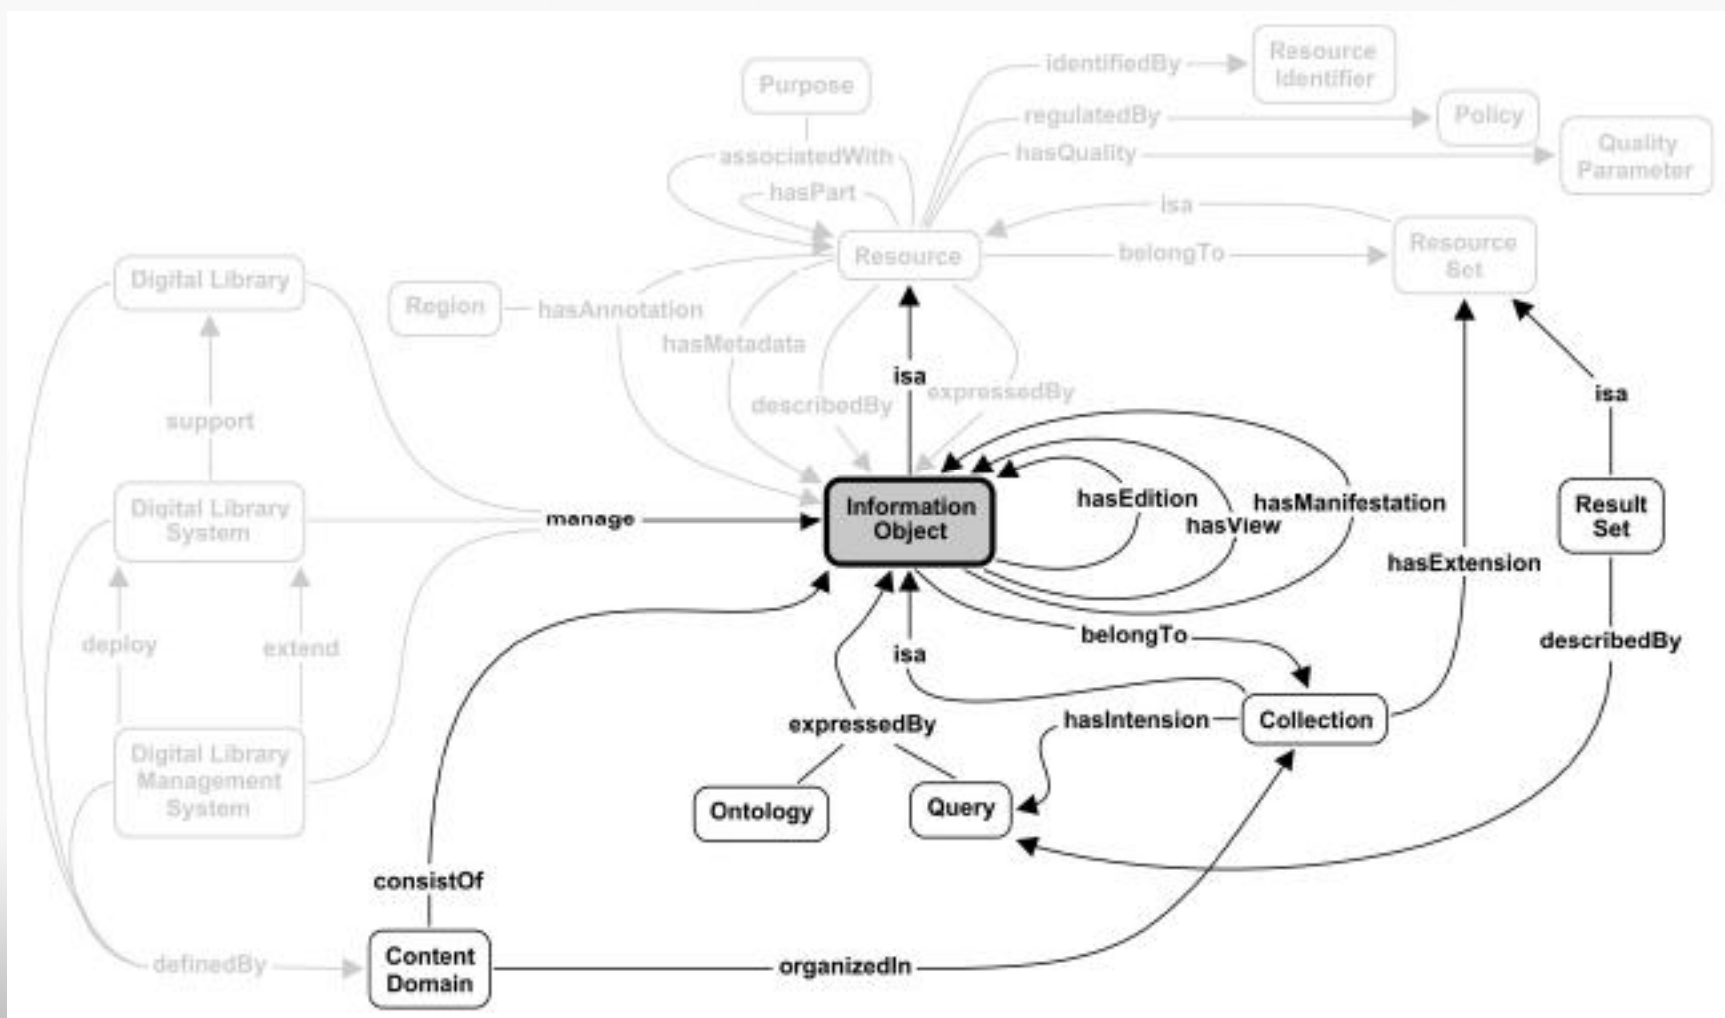 Resource
Identifier
identifiedBy
Purpose
regulatedBy
Policy
associatedWith
hasQuality
Quality
Parameter
hasPart
isa
Resource
belongTo
Resource
Set
Digital Library
Region
hasAnnotation
hasMetadata
isa
expressedBy
describedBy
isa
support
Digital Library
System
manage
Information
Object
hasEdition
hasView
hasManifestation
Result
Set
hasExtension
deploy
extend
isa
belongTo
describedBy
expressedBy
hasIntension
Collection
Digital Library
Management
System
Ontology
Query
consistOf
definedBy
Content
Domain
organizedIn